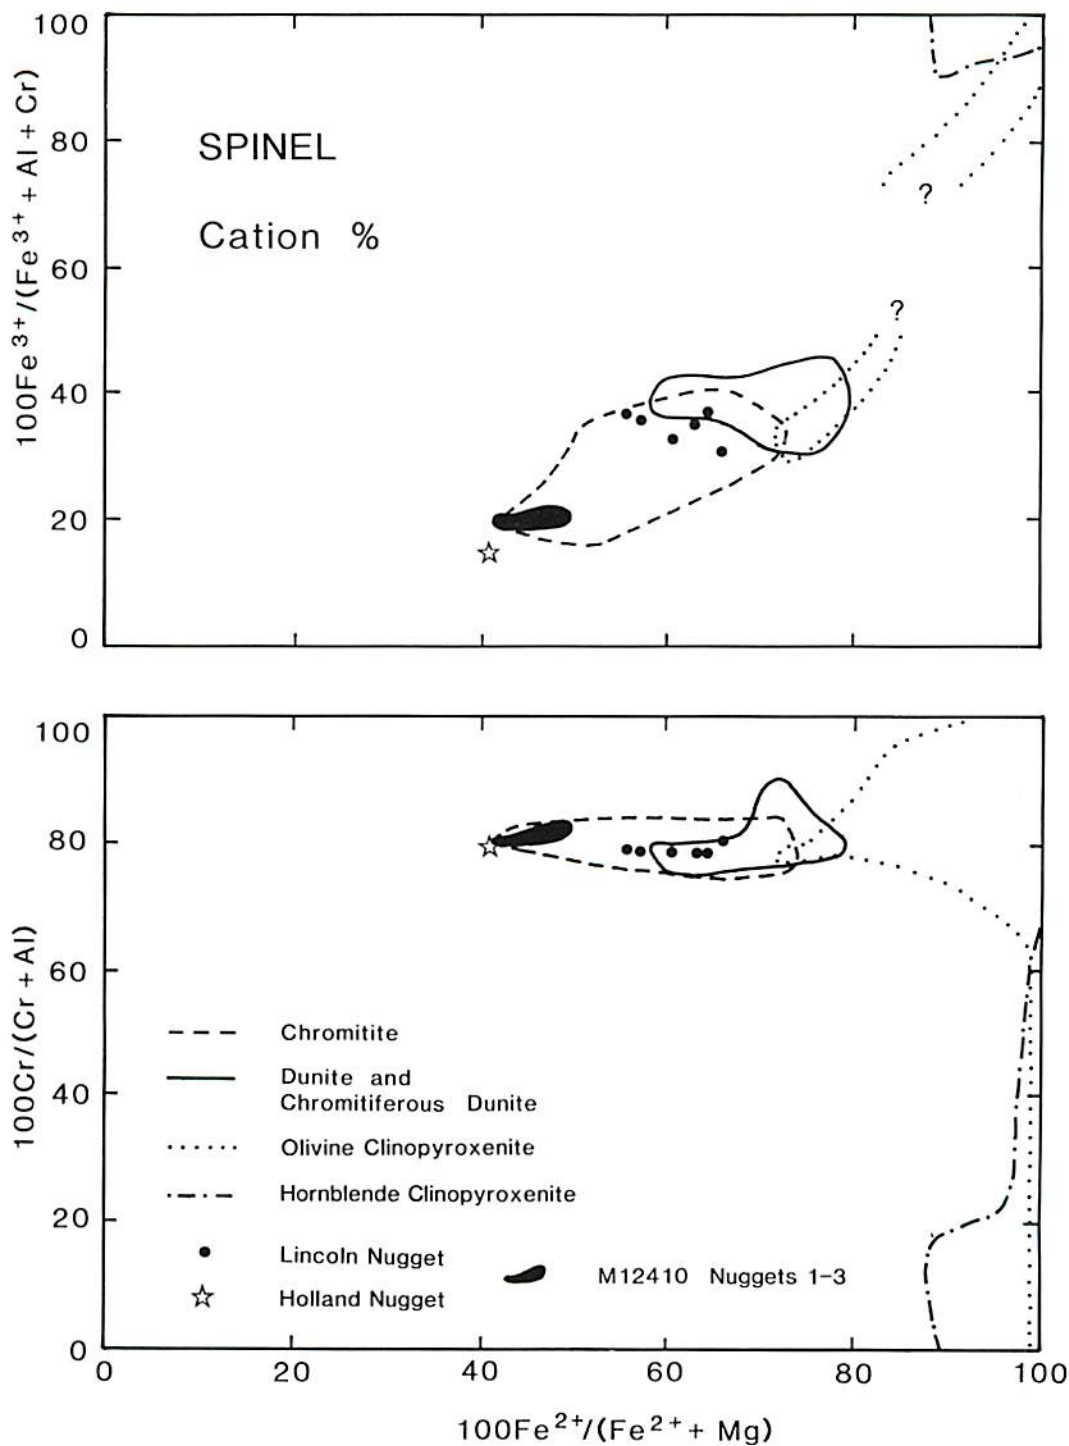 100
80
60
40
20
0
100Fe³⁺/(Fe³⁺ + Al + Cr)
SPINEL
Cation %
?
?
100
80
60
40
20
0
100Cr/(Cr + Al)
Chromitite
Dunite and
Chromitiferous Dunite
Olivine Clinopyroxenite
Hornblende Clinopyroxenite
Lincoln Nugget
Holland Nugget
M12410 Nuggets 1-3
0 20 40 60 80 100
100Fe²⁺/(Fe²⁺ + Mg)